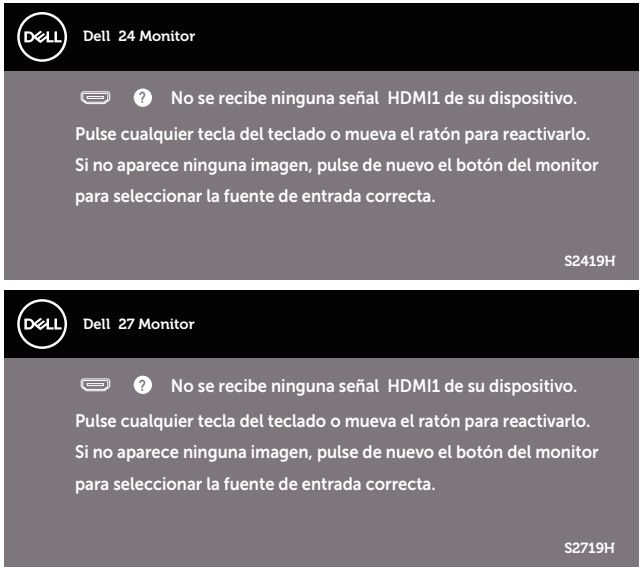 DELL Dell 24 Monitor
? No se recibe ninguna señal HDMI1 de su dispositivo.
Pulse cualquier tecla del teclado o mueva el ratón para reactivarlo.
Si no aparece ninguna imagen, pulse de nuevo el botón del monitor
para seleccionar la fuente de entrada correcta.
S2419H
DELL Dell 27 Monitor
? No se recibe ninguna señal HDMI1 de su dispositivo.
Pulse cualquier tecla del teclado o mueva el ratón para reactivarlo.
Si no aparece ninguna imagen, pulse de nuevo el botón del monitor
para seleccionar la fuente de entrada correcta.
S2719H